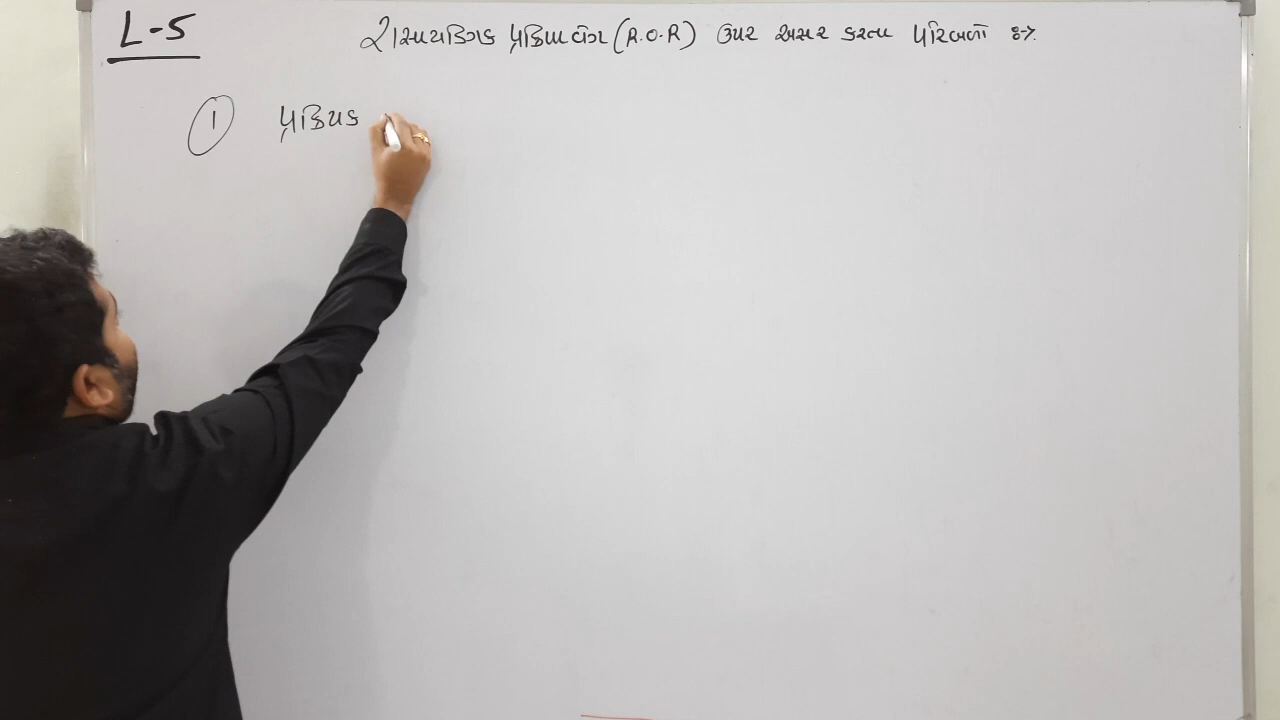 L-5
રાસાયણિક પ્રક્રિયા વેગ (R.O.R) ઉપર અસર કરતા પરિબળો :->
① પ્રક્રિયક